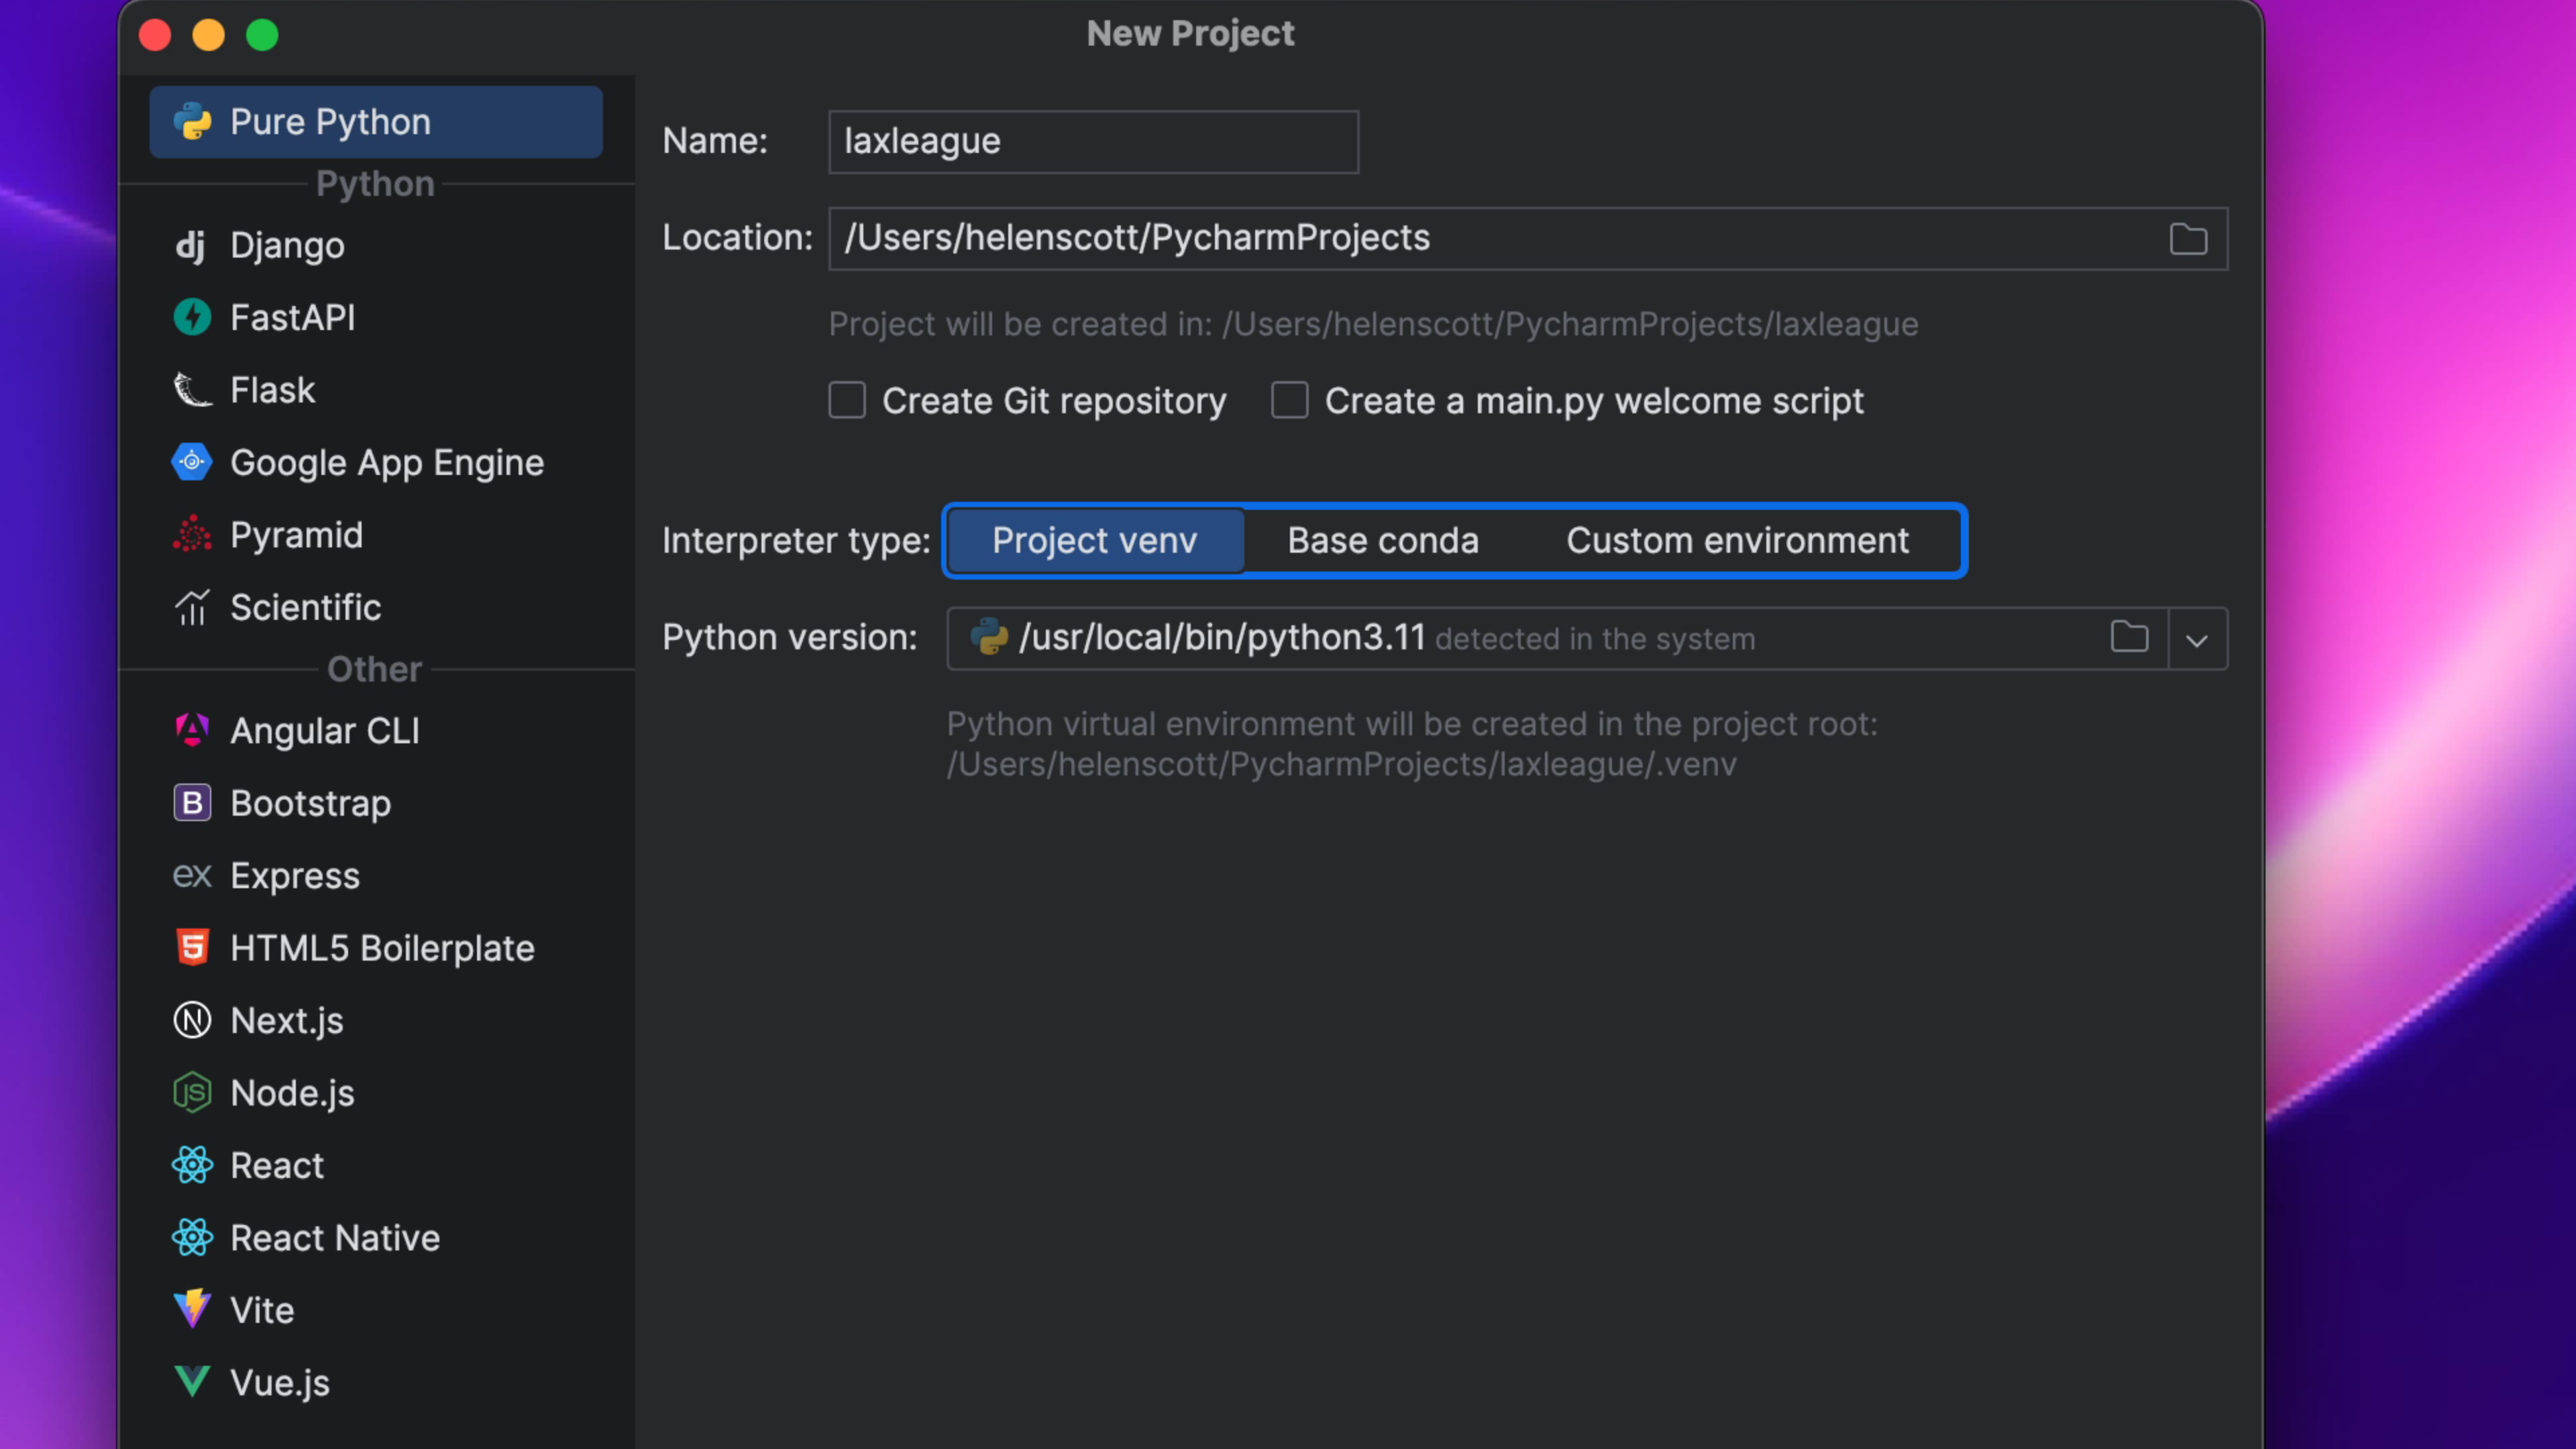 New Project
Pure Python
Python
dj Django
FastAPI
Flask
Google App Engine
Pyramid
Scientific
Other
Angular CLI
B Bootstrap
ex Express
5 HTML5 Boilerplate
N Next.js
JS Node.js
React
React Native
Vite
Vue.js
Name: laxleague
Location: /Users/helenscott/PycharmProjects
Project will be created in: /Users/helenscott/PycharmProjects/laxleague
Create Git repository Create a main.py welcome script
Interpreter type: Project venv Base conda Custom environment
Python version: /usr/local/bin/python3.11 detected in the system
Python virtual environment will be created in the project root:
/Users/helenscott/PycharmProjects/laxleague/.venv